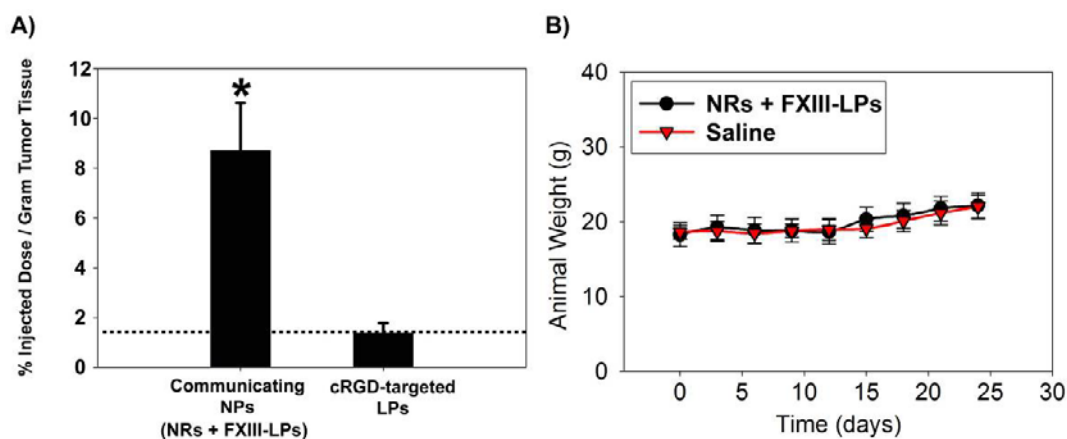 A)
% Injected Dose / Gram Tumor Tissue
12
10
8
6
4
2
0
*
Communicating
NPs
(NRs + FXIII-LPs)
cRGD-targeted
LPs
B)
Animal Weight (g)
40
30
20
10
0
NRs + FXIII-LPs
Saline
0 5 10 15 20 25 30
Time (days)